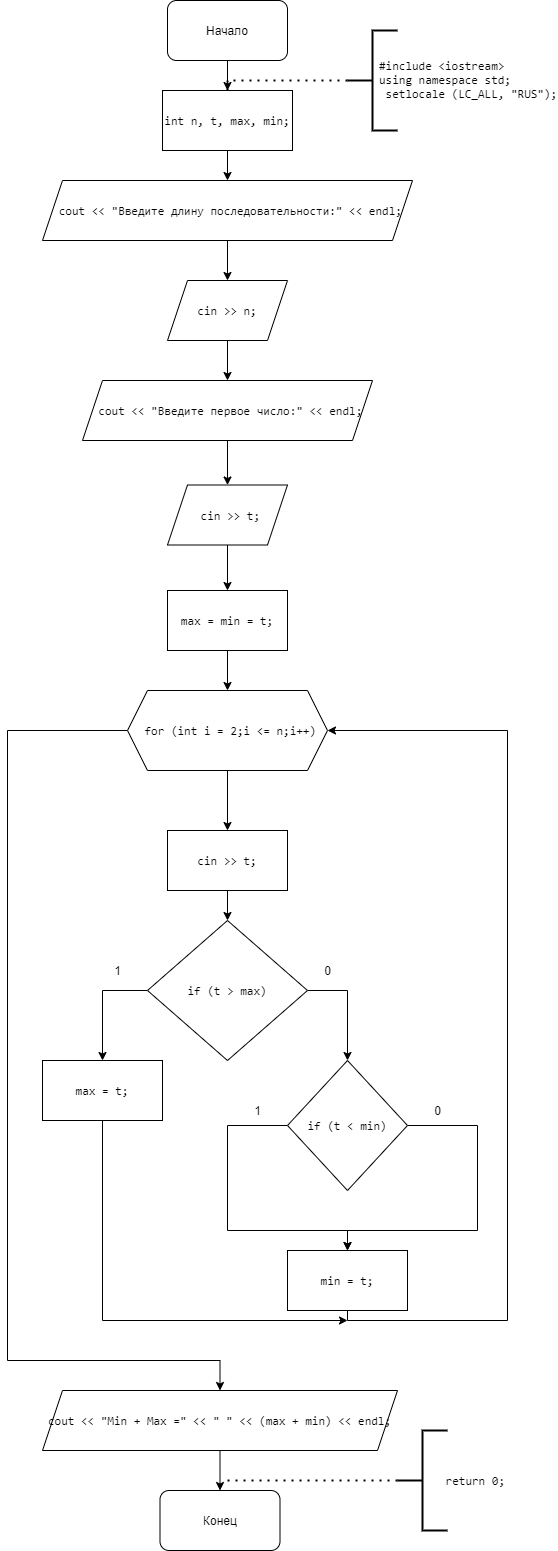 Начало
#include <iostream>
using namespace std;
setlocale (LC_ALL, "RUS");
int n, t, max, min;
cout << "Введите длину последовательности:" << endl;
cin >> n;
cout << "Введите первое число:" << endl;
cin >> t;
max = min = t;
for (int i = 2;i <= n;i++)
cin >> t;
1
if (t > max)
0
max = t;
1
if (t < min)
0
min = t;
cout << "Min + Max =" << " " << (max + min) << endl;
return 0;
Конец